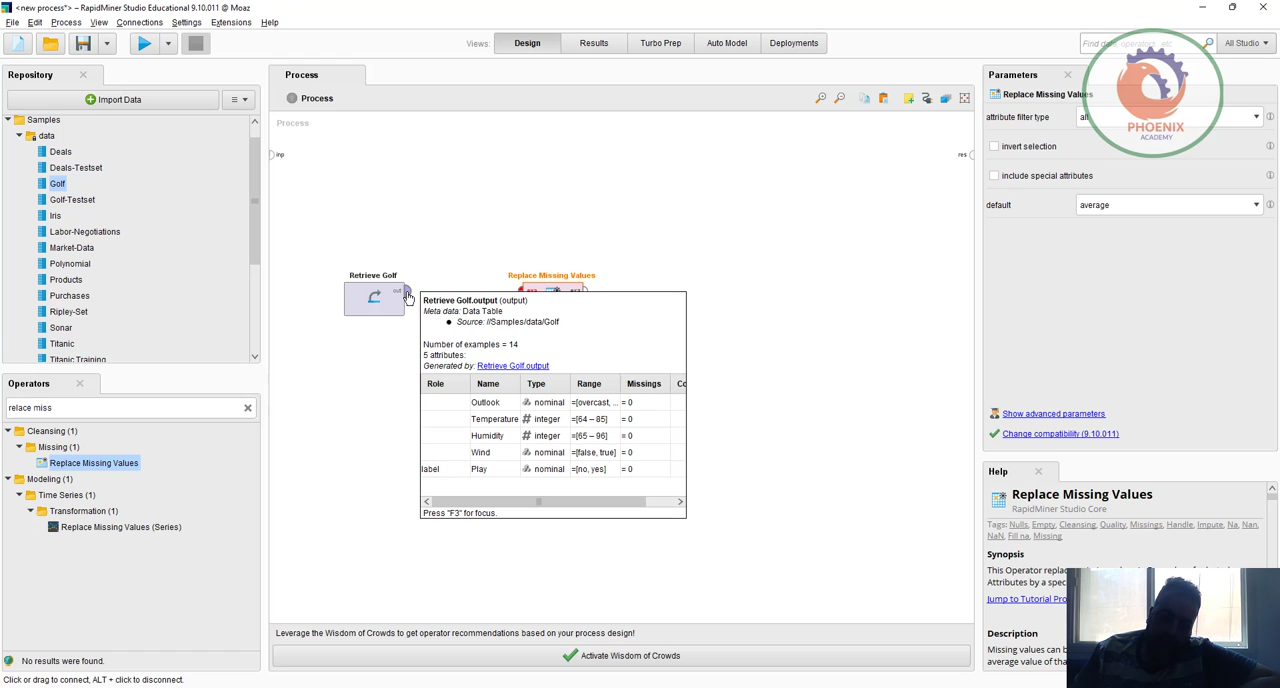 <new process*> – RapidMiner Studio Educational 9.10.011 @ Moaz
File Edit Process View Connections Settings Extensions Help
Views: Design Results Turbo Prep Auto Model Deployments
Find data, operators...etc All Studio
Repository
Import Data
Samples
data
Deals
Deals-Testset
Golf
Golf-Testset
Iris
Labor-Negotiations
Market-Data
Polynomial
Products
Purchases
Ripley-Set
Sonar
Titanic
Titanic Training
Operators
relace miss
Cleansing (1)
Missing (1)
Replace Missing Values
Modeling (1)
Time Series (1)
Transformation (1)
Replace Missing Values (Series)
No results were found.
Process
Process
Process
inp
res
Retrieve Golf
out
Replace Missing Values
exa
Retrieve Golf.output (output)
Meta data: Data Table
Source: //Samples/data/Golf
Number of examples = 14
5 attributes:
Generated by: Retrieve Golf.output
Role Name Type Range Missings Co
Outlook nominal =[overcast, ... = 0
Temperature integer =[64 – 85] = 0
Humidity integer =[65 – 96] = 0
Wind nominal =[false, true] = 0
label Play nominal =[no, yes] = 0
Press "F3" for focus.
Leverage the Wisdom of Crowds to get operator recommendations based on your process design!
Activate Wisdom of Crowds
Parameters
Replace Missing Values
attribute filter type all
invert selection
include special attributes
default average
Show advanced parameters
Change compatibility (9.10.011)
PHOENIX
ACADEMY
Help
Replace Missing Values
RapidMiner Studio Core
Tags: Nulls, Empty, Cleansing, Quality, Missings, Handle, Impute, Na, Nan,
NaN, Fill na, Missing
Synopsis
This Operator replac
Attributes by a speci
Jump to Tutorial Pro
Description
Missing values can b
average value of tha
Click or drag to connect, ALT + click to disconnect.